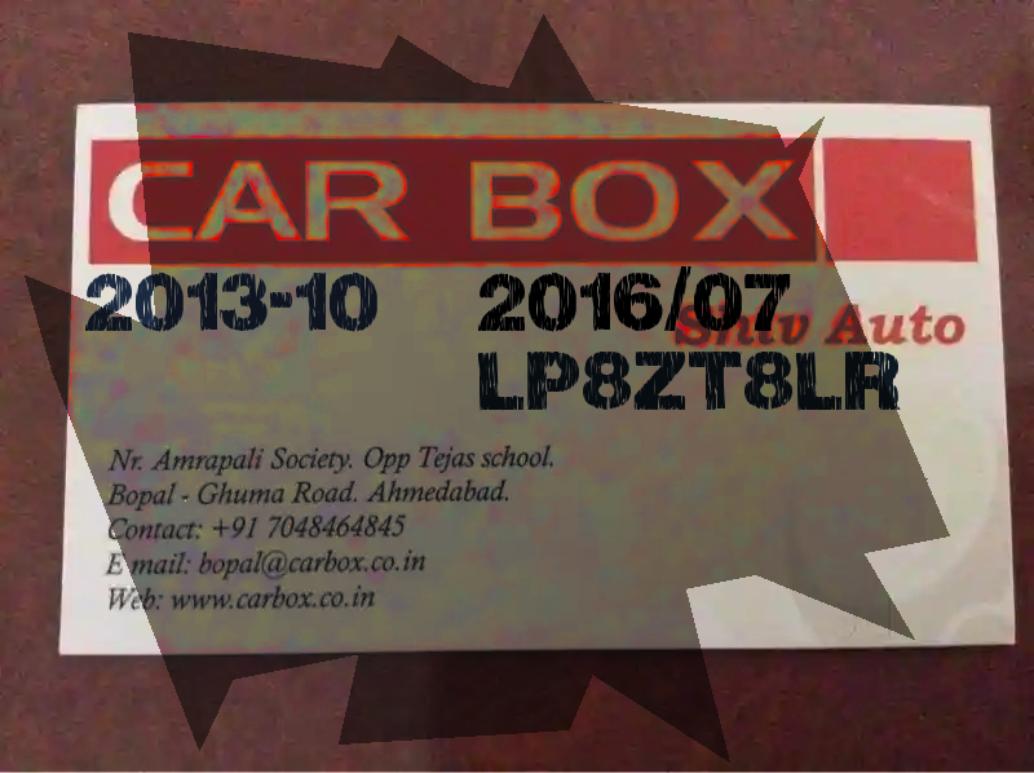 CAR BOX
2013-10 2016/07
Shiv Auto
LP8ZT8LR
Nr. Amrapali Society. Opp Tejas school.
Bopal - Ghuma Road. Ahmedabad.
Contact: +91 7048464845
E mail: bopal@carbox.co.in
Web: www.carbox.co.in